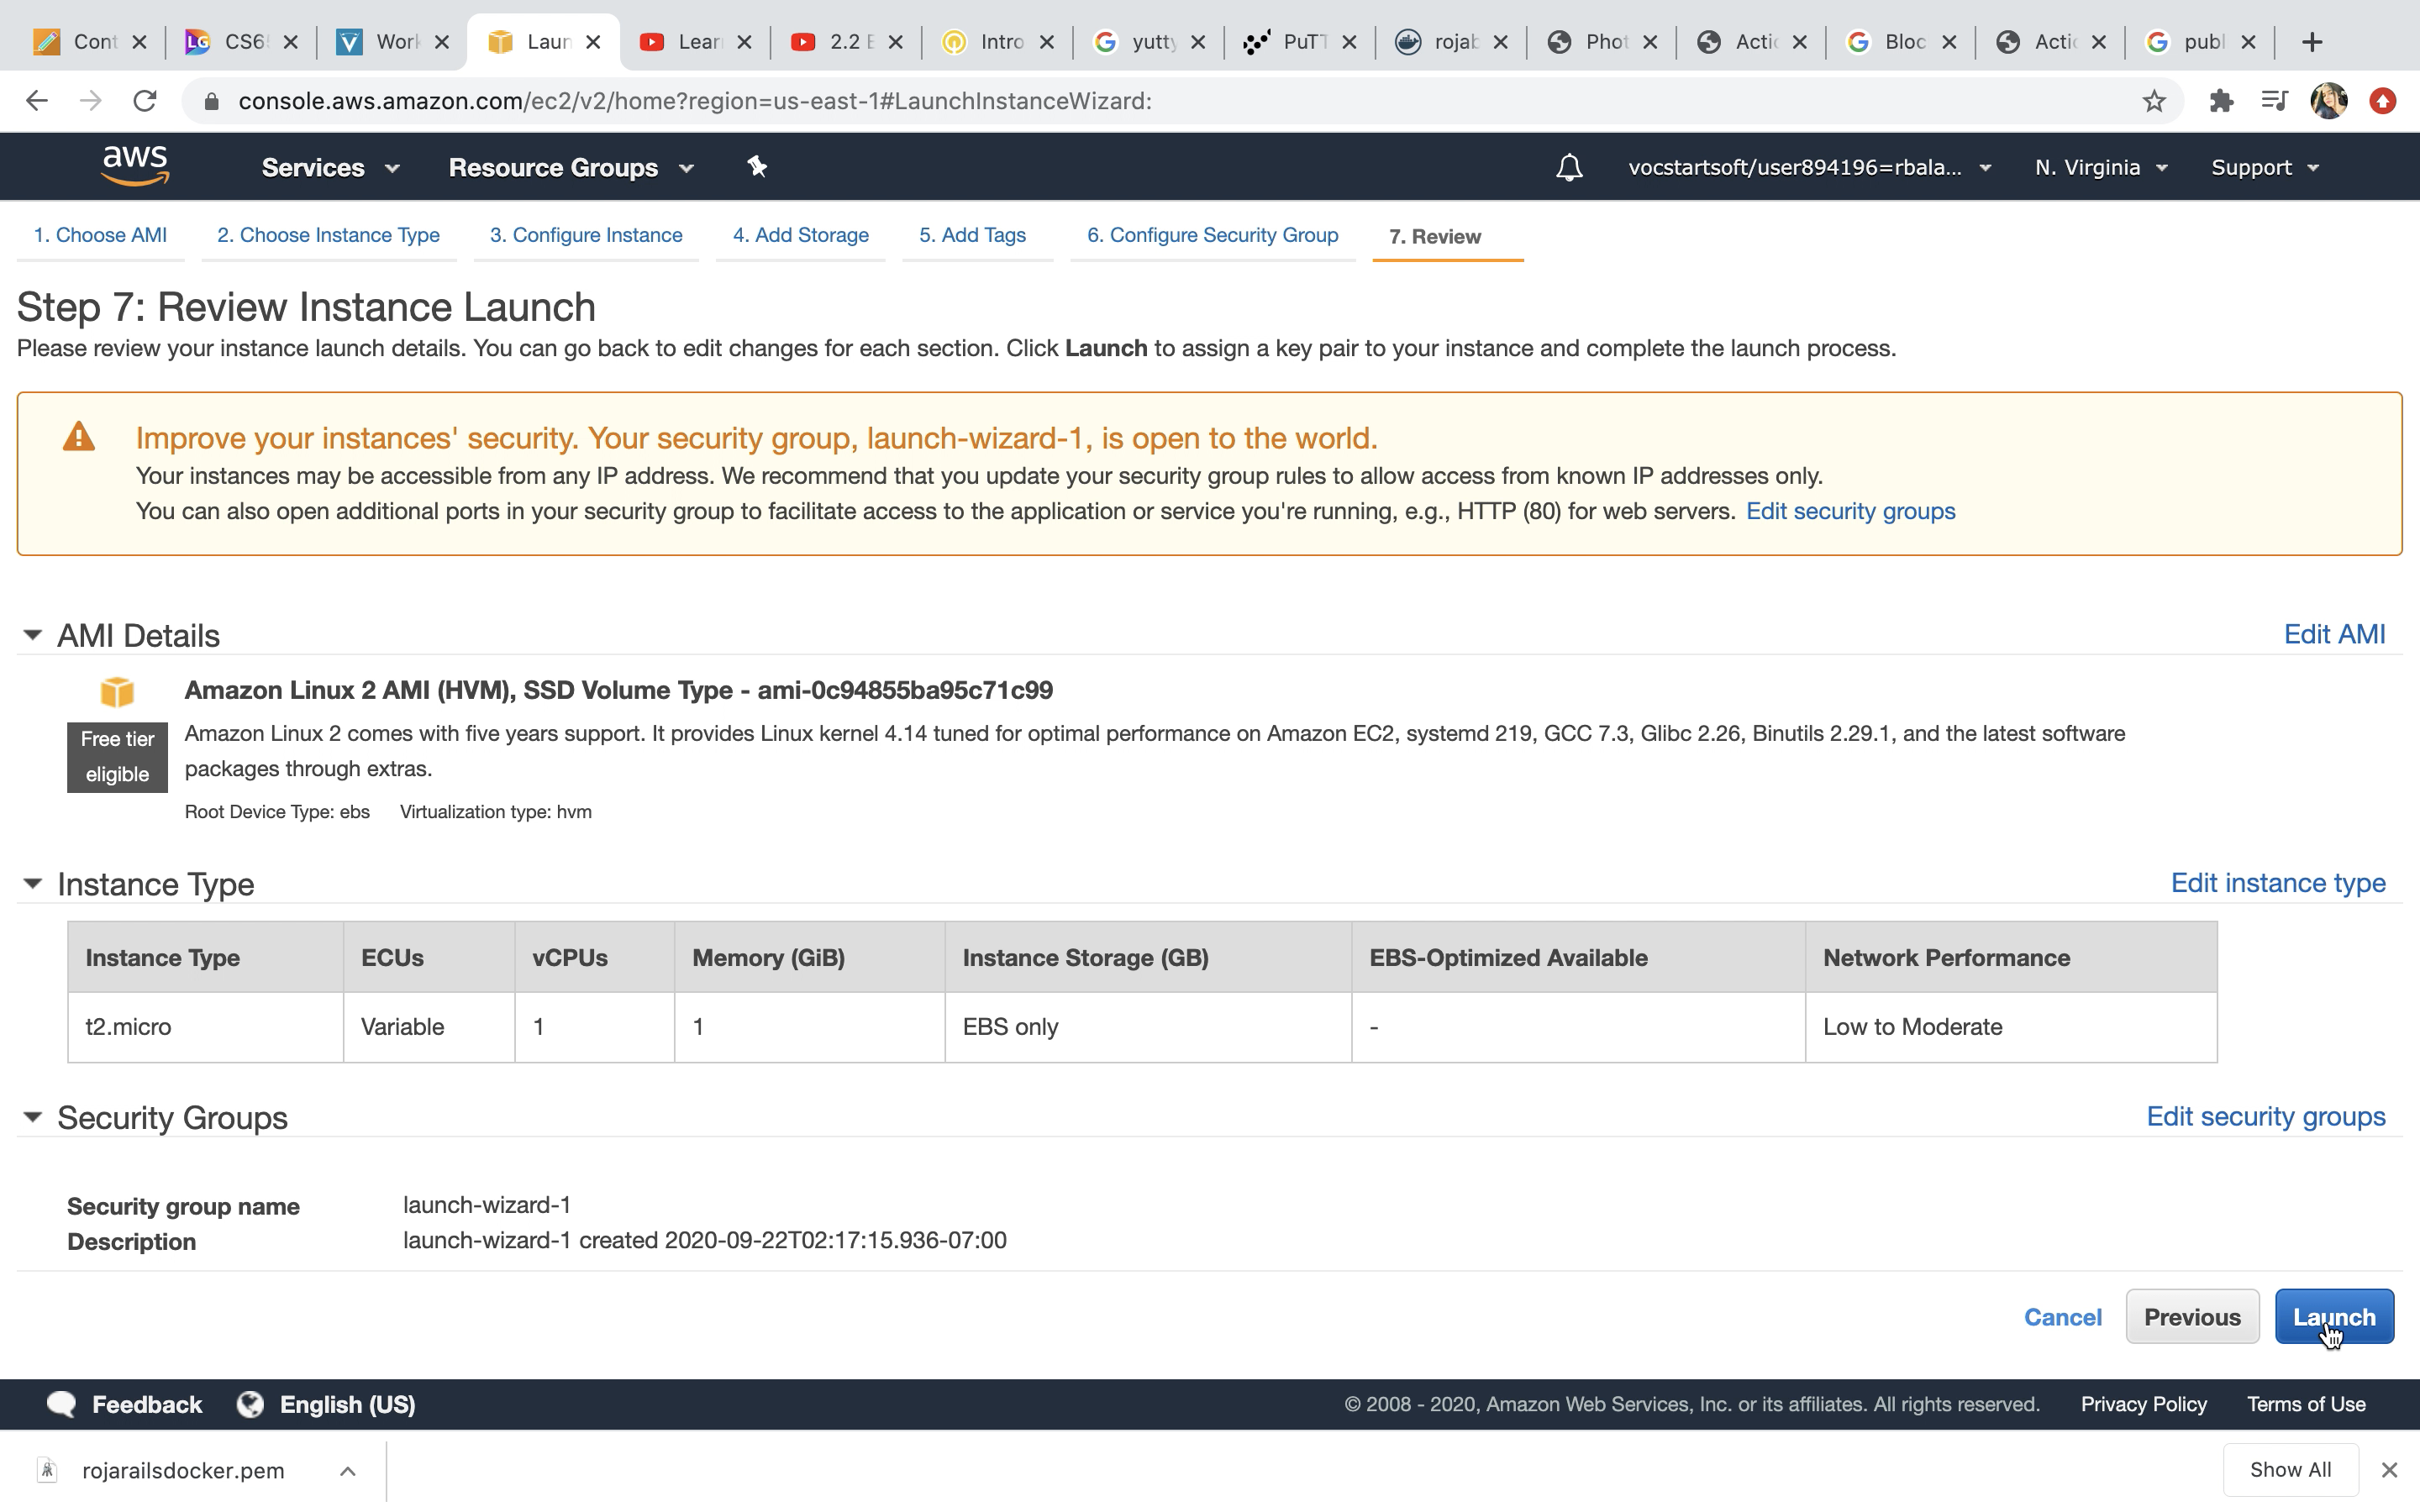 Cont
CS6
Work
Laun
Lear
2.2 E
Intro
yutty
PuTT
rojab
Phot
Actic
Bloc
Actic
publ
console.aws.amazon.com/ec2/v2/home?region=us-east-1#LaunchInstanceWizard:
aws
Services
Resource Groups
vocstartsoft/user894196=rbala...
N. Virginia
Support
1. Choose AMI
2. Choose Instance Type
3. Configure Instance
4. Add Storage
5. Add Tags
6. Configure Security Group
7. Review
Step 7: Review Instance Launch
Please review your instance launch details. You can go back to edit changes for each section. Click Launch to assign a key pair to your instance and complete the launch process.
Improve your instances' security. Your security group, launch-wizard-1, is open to the world.
Your instances may be accessible from any IP address. We recommend that you update your security group rules to allow access from known IP addresses only.
You can also open additional ports in your security group to facilitate access to the application or service you're running, e.g., HTTP (80) for web servers. Edit security groups
AMI Details
Edit AMI
Amazon Linux 2 AMI (HVM), SSD Volume Type - ami-0c94855ba95c71c99
Free tier
eligible
Amazon Linux 2 comes with five years support. It provides Linux kernel 4.14 tuned for optimal performance on Amazon EC2, systemd 219, GCC 7.3, Glibc 2.26, Binutils 2.29.1, and the latest software
packages through extras.
Root Device Type: ebs Virtualization type: hvm
Instance Type
Edit instance type
Instance Type ECUs vCPUs Memory (GiB) Instance Storage (GB) EBS-Optimized Available Network Performance
t2.micro Variable 1 1 EBS only - Low to Moderate
Security Groups
Edit security groups
Security group name launch-wizard-1
Description launch-wizard-1 created 2020-09-22T02:17:15.936-07:00
Cancel
Previous
Launch
Feedback
English (US)
© 2008 - 2020, Amazon Web Services, Inc. or its affiliates. All rights reserved.
Privacy Policy
Terms of Use
rojarailsdocker.pem
Show All